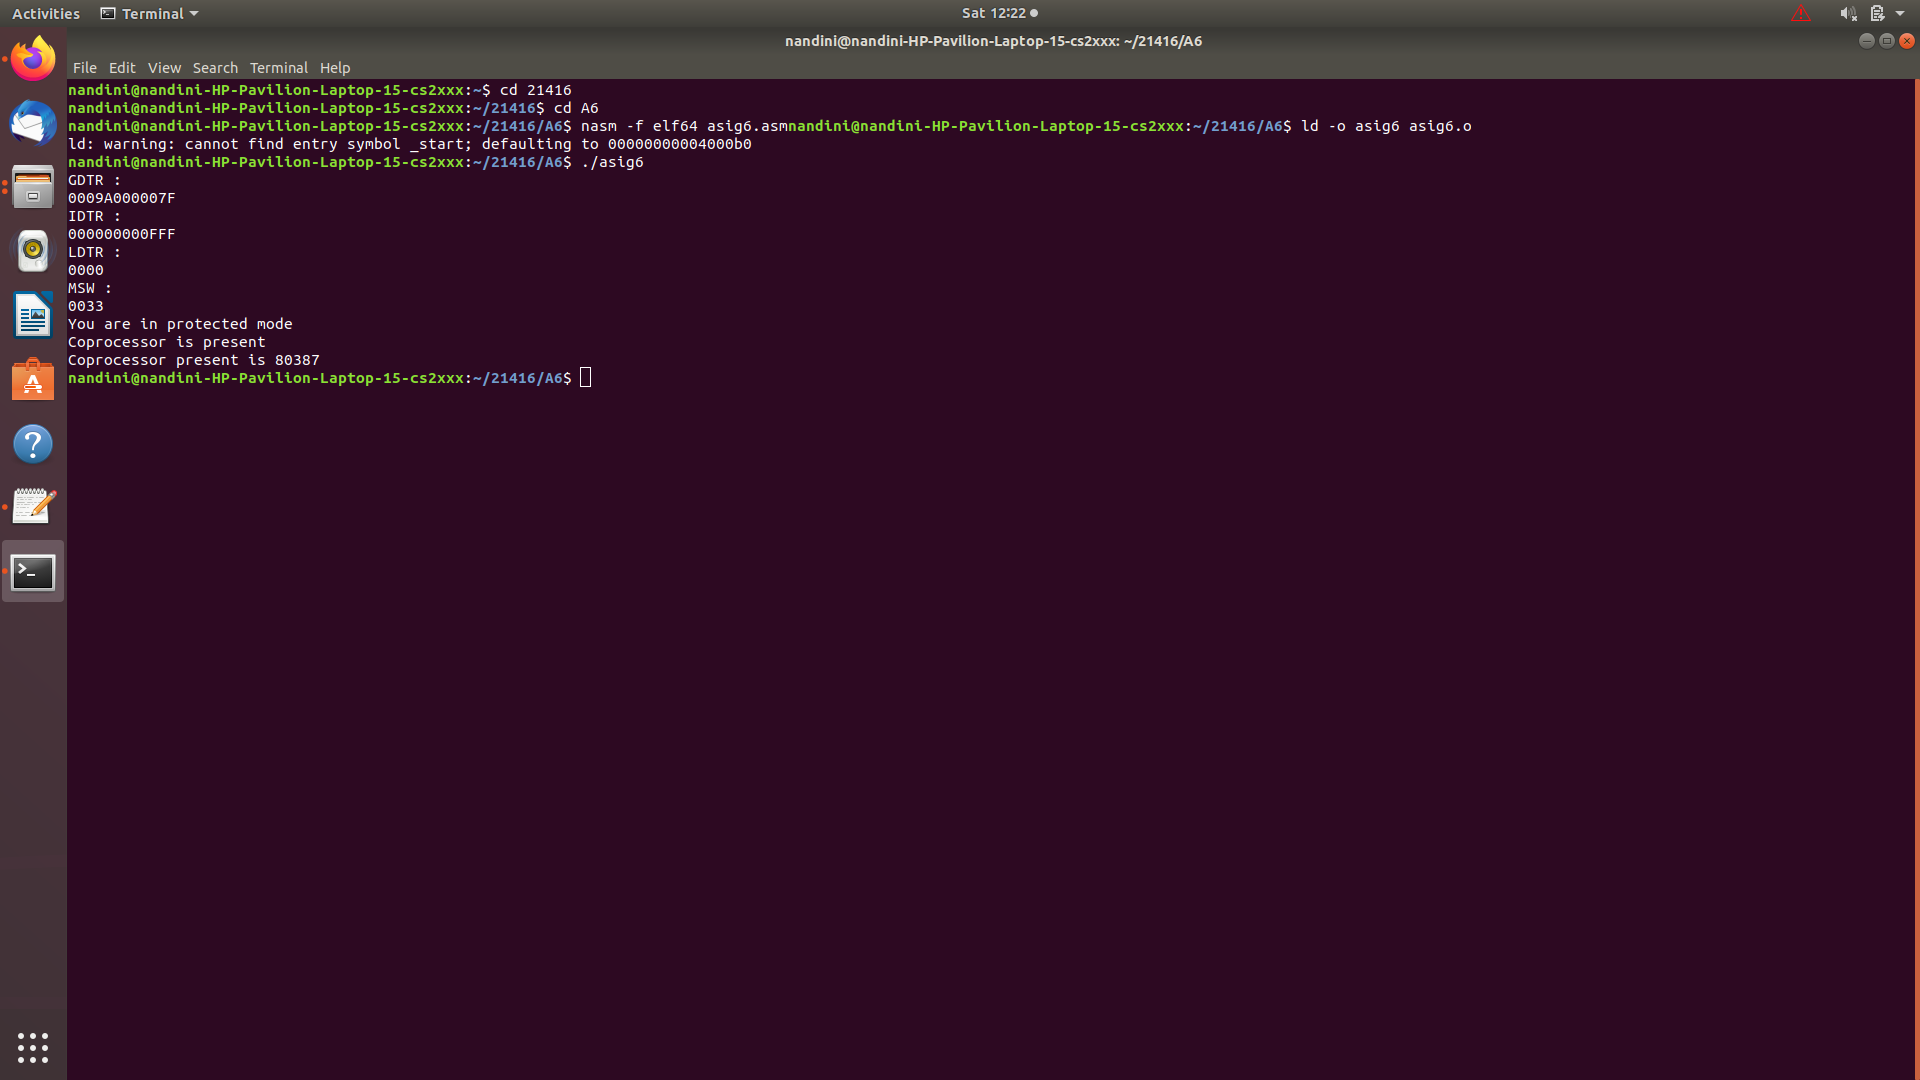 Activities Terminal Sat 12:22
nandini@nandini-HP-Pavilion-Laptop-15-cs2xxx: ~/21416/A6
File Edit View Search Terminal Help
nandini@nandini-HP-Pavilion-Laptop-15-cs2xxx:~$ cd 21416
nandini@nandini-HP-Pavilion-Laptop-15-cs2xxx:~/21416$ cd A6
nandini@nandini-HP-Pavilion-Laptop-15-cs2xxx:~/21416/A6$ nasm -f elf64 asig6.asmnandini@nandini-HP-Pavilion-Laptop-15-cs2xxx:~/21416/A6$ ld -o asig6 asig6.o
ld: warning: cannot find entry symbol _start; defaulting to 00000000004000b0
nandini@nandini-HP-Pavilion-Laptop-15-cs2xxx:~/21416/A6$ ./asig6
GDTR :
0009A000007F
IDTR :
000000000FFF
LDTR :
0000
MSW :
0033
You are in protected mode
Coprocessor is present
Coprocessor present is 80387
nandini@nandini-HP-Pavilion-Laptop-15-cs2xxx:~/21416/A6$